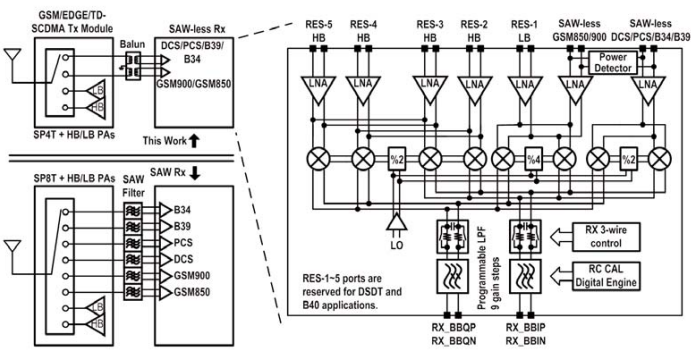 GSM/EDGE/TD-
SCDMA Tx Module
SAW-less Rx
Balun
DCS/PCS/B39/
B34
GSM900/GSM850
LB
HB
SP4T + HB/LB PAs
This Work
SAW Rx
SP8T + HB/LB PAs
SAW
Filter
B34
B39
PCS
DCS
GSM900
GSM850
LB
HB
RES-5
HB
RES-4
HB
RES-3
HB
RES-2
HB
RES-1
LB
SAW-less
GSM850/900
SAW-less
DCS/PCS/B34/B39
Power
Detector
LNA
LNA
LNA
LNA
LNA
LNA
LNA
%2
%4
%2
LO
RES-1~5 ports are
reserved for DSDT and
B40 applications.
Programmable LPF
9 gain steps
RX 3-wire
control
RC CAL
Digital Engine
RX_BBQP
RX_BBQN
RX_BBIP
RX_BBIN